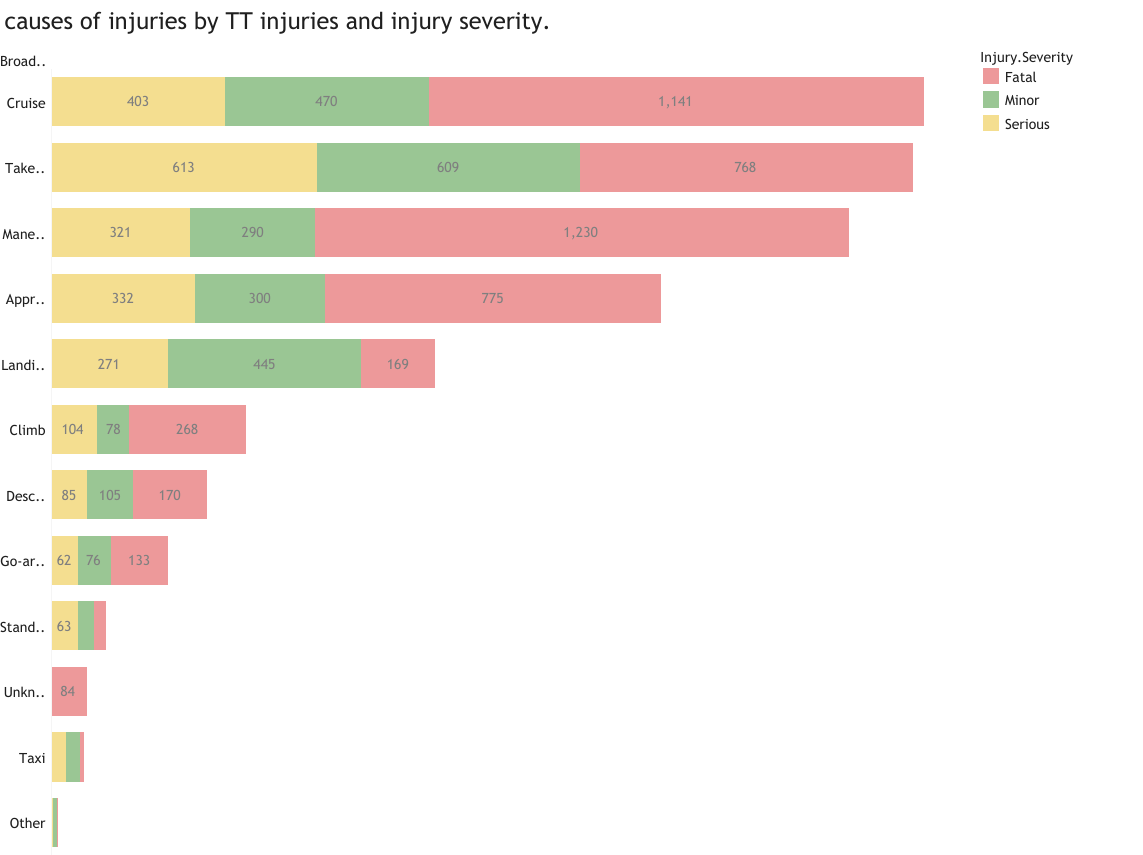 causes of injuries by TT injuries and injury severity.
Broad..
Injury.Severity
Fatal
Minor
Serious
Cruise 403 470 1,141
Take.. 613 609 768
Mane.. 321 290 1,230
Appr.. 332 300 775
Landi.. 271 445 169
Climb 104 78 268
Desc.. 85 105 170
Go-ar.. 62 76 133
Stand.. 63
Unkn.. 84
Taxi
Other